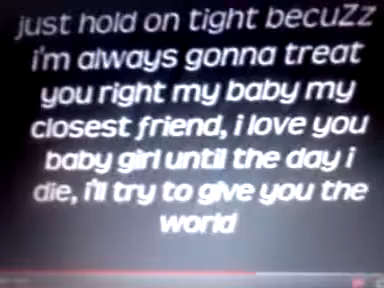 just hold on tight becuZz
i'm always gonna treat
you right my baby my
closest friend, i love you
baby girl until the day i
die, i'll try to give you the
world